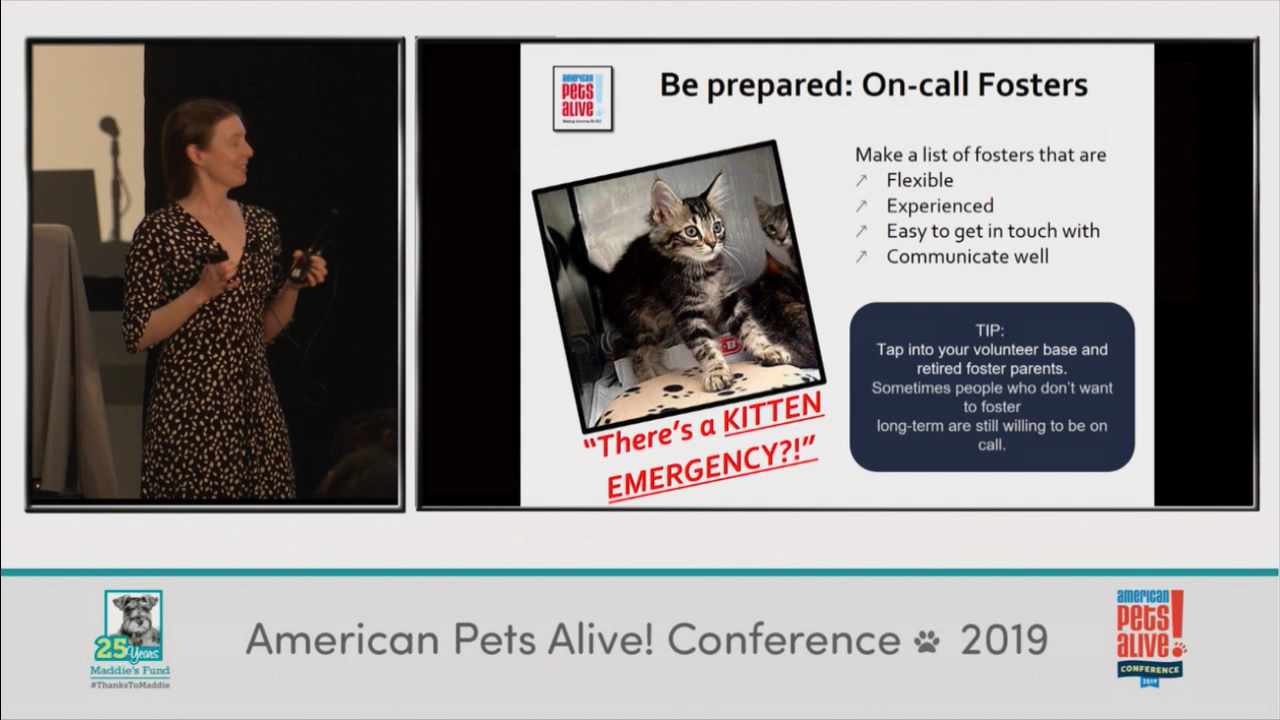 american
PETS
ALIVE!
Be prepared: On-call Fosters
Make a list of fosters that are
Flexible
Experienced
Easy to get in touch with
Communicate well
"There's a KITTEN
EMERGENCY?!"
TIP:
Tap into your volunteer base and
retired foster parents.
Sometimes people who don't want
to foster
long-term are still willing to be on
call.
25 Years
Maddie's Fund
#ThanksToMaddie
American Pets Alive! Conference 2019
american
PETS
ALIVE!
CONFERENCE
2019